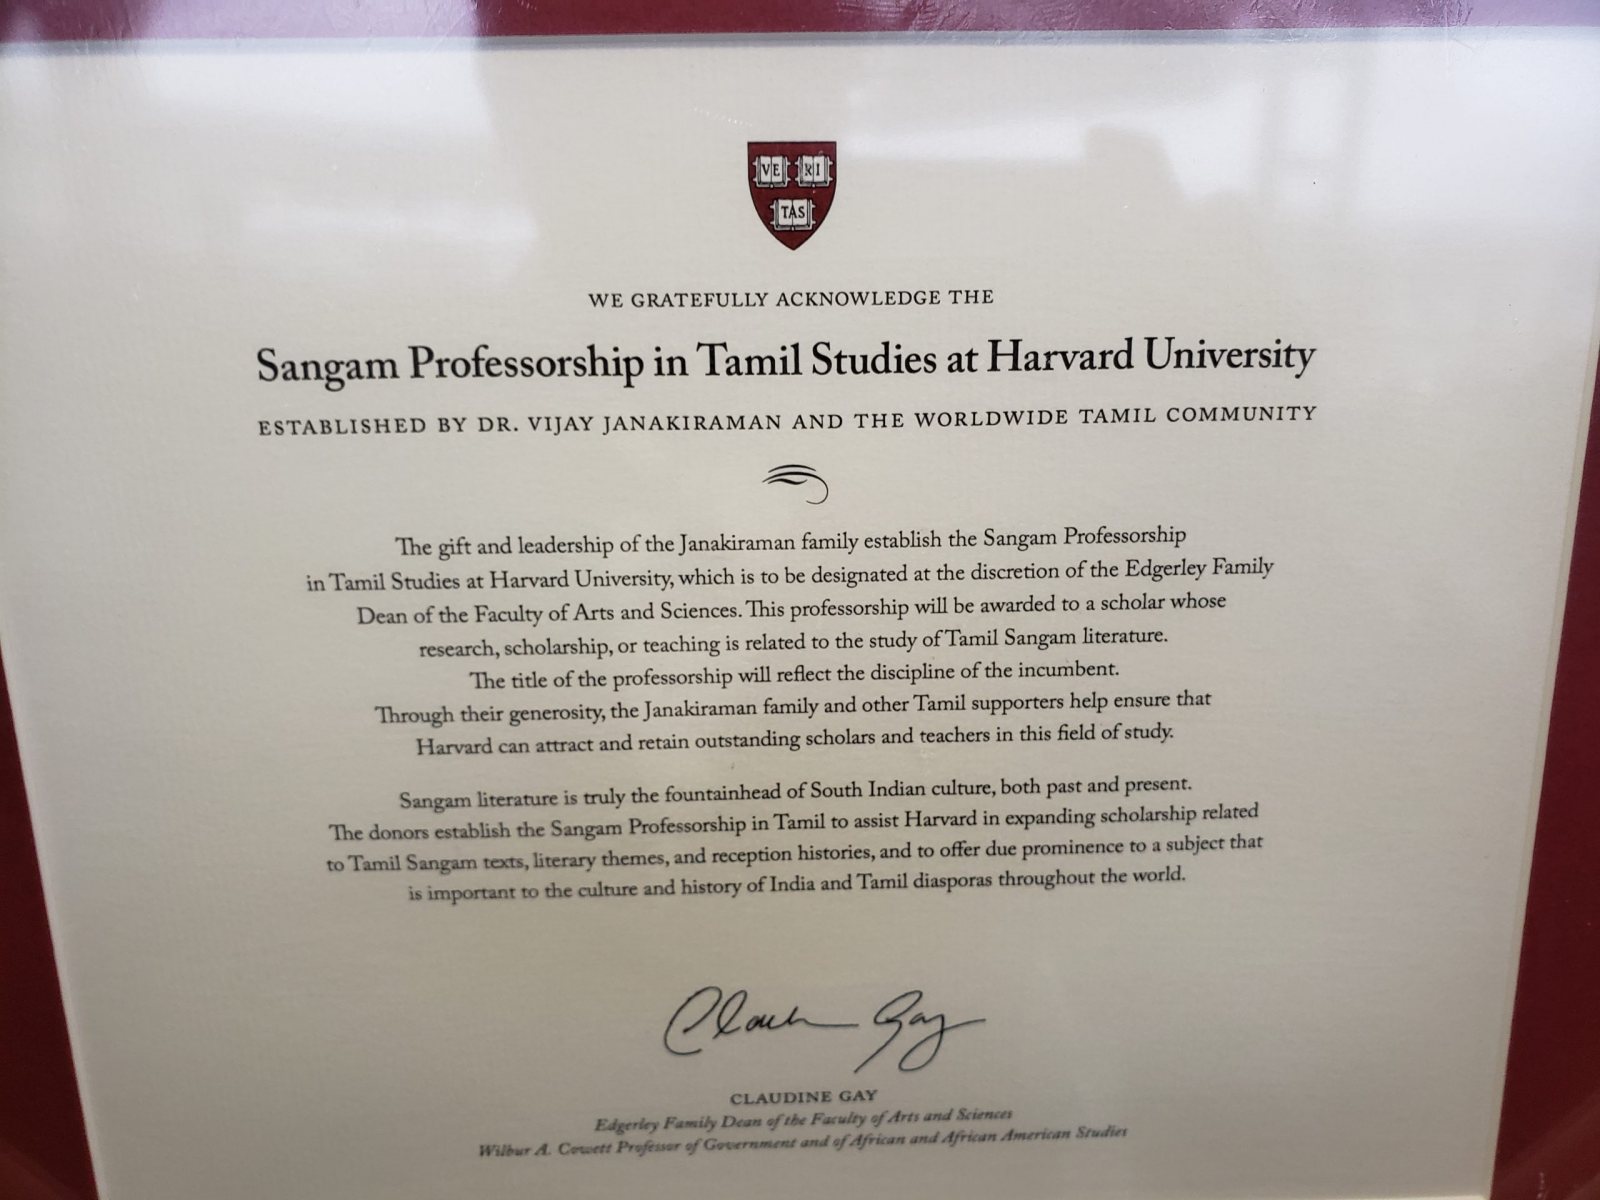 VE RI
TAS
WE GRATEFULLY ACKNOWLEDGE THE
Sangam Professorship in Tamil Studies at Harvard University
ESTABLISHED BY DR. VIJAY JANAKIRAMAN AND THE WORLDWIDE TAMIL COMMUNITY
The gift and leadership of the Janakiraman family establish the Sangam Professorship
in Tamil Studies at Harvard University, which is to be designated at the discretion of the Edgerley Family
Dean of the Faculty of Arts and Sciences. This professorship will be awarded to a scholar whose
research, scholarship, or teaching is related to the study of Tamil Sangam literature.
The title of the professorship will reflect the discipline of the incumbent.
Through their generosity, the Janakiraman family and other Tamil supporters help ensure that
Harvard can attract and retain outstanding scholars and teachers in this field of study.
Sangam literature is truly the fountainhead of South Indian culture, both past and present.
The donors establish the Sangam Professorship in Tamil to assist Harvard in expanding scholarship related
to Tamil Sangam texts, literary themes, and reception histories, and to offer due prominence to a subject that
is important to the culture and history of India and Tamil diasporas throughout the world.
Claudine Gay
CLAUDINE GAY
Edgerley Family Dean of the Faculty of Arts and Sciences
Wilbur A. Cowett Professor of Government and of African and African American Studies